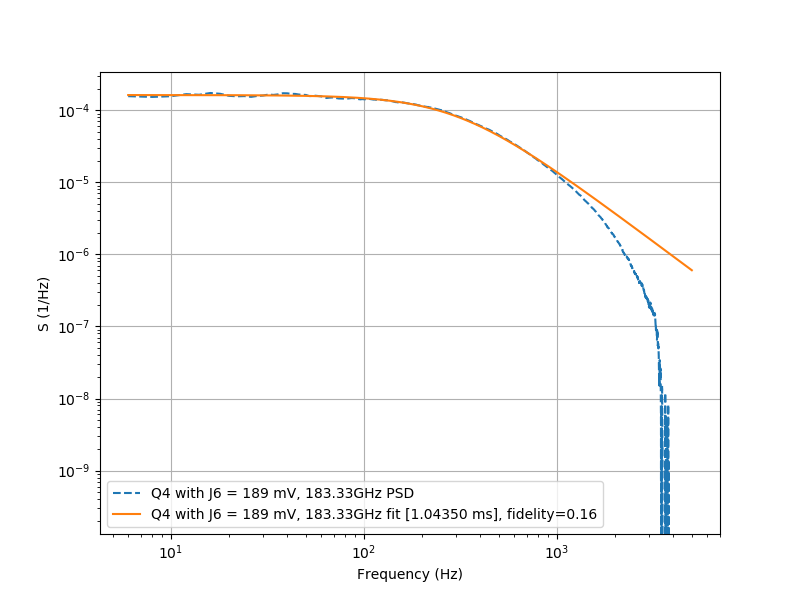 10⁻⁴
10⁻⁵
10⁻⁶
10⁻⁷
10⁻⁸
10⁻⁹
S (1/Hz)
Q4 with J6 = 189 mV, 183.33GHz PSD
Q4 with J6 = 189 mV, 183.33GHz fit [1.04350 ms], fidelity=0.16
10¹ 10² 10³
Frequency (Hz)